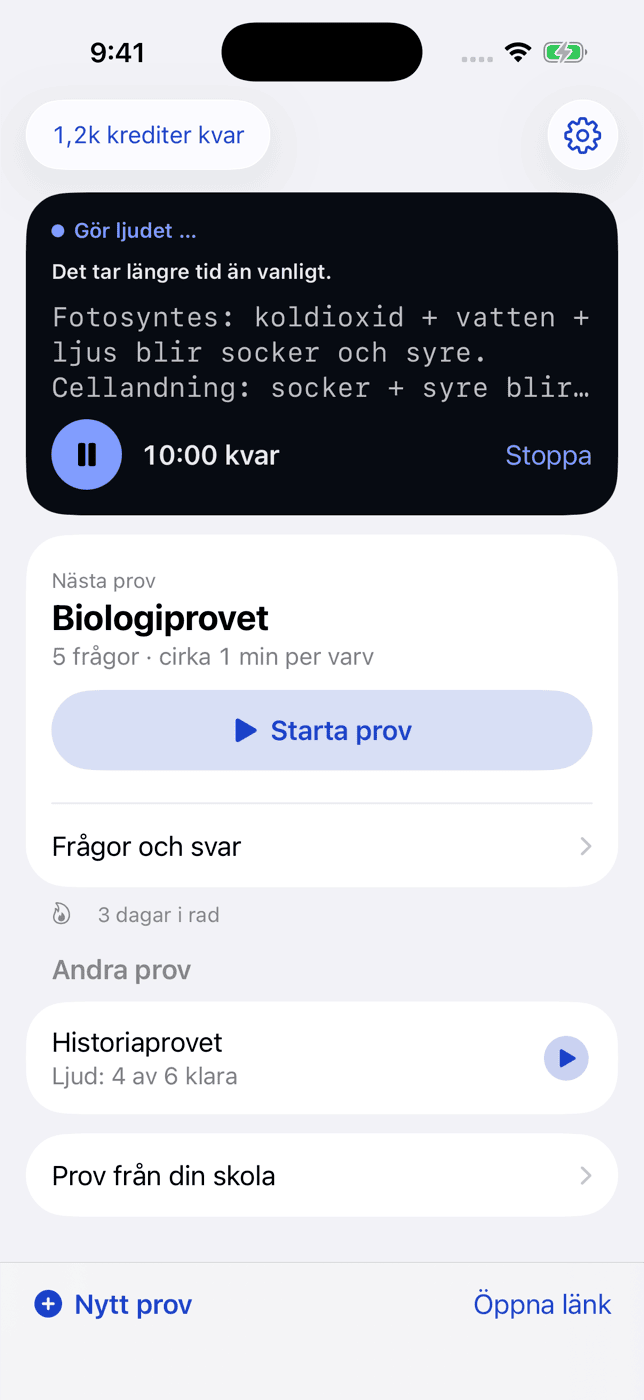 9:41
1,2k krediter kvar
Gör ljudet ...
Det tar längre tid än vanligt.
Fotosyntes: koldioxid + vatten +
ljus blir socker och syre.
Cellandning: socker + syre blir…
10:00 kvar
Stoppa
Nästa prov
Biologiprovet
5 frågor · cirka 1 min per varv
Starta prov
Frågor och svar
3 dagar i rad
Andra prov
Historiaprovet
Ljud: 4 av 6 klara
Prov från din skola
Nytt prov
Öppna länk